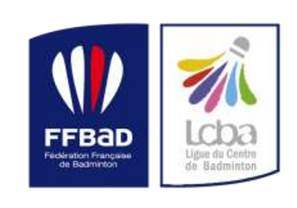 FFBaD
Fédération Française
de Badminton
Lcba
Ligue du Centre
de Badminton